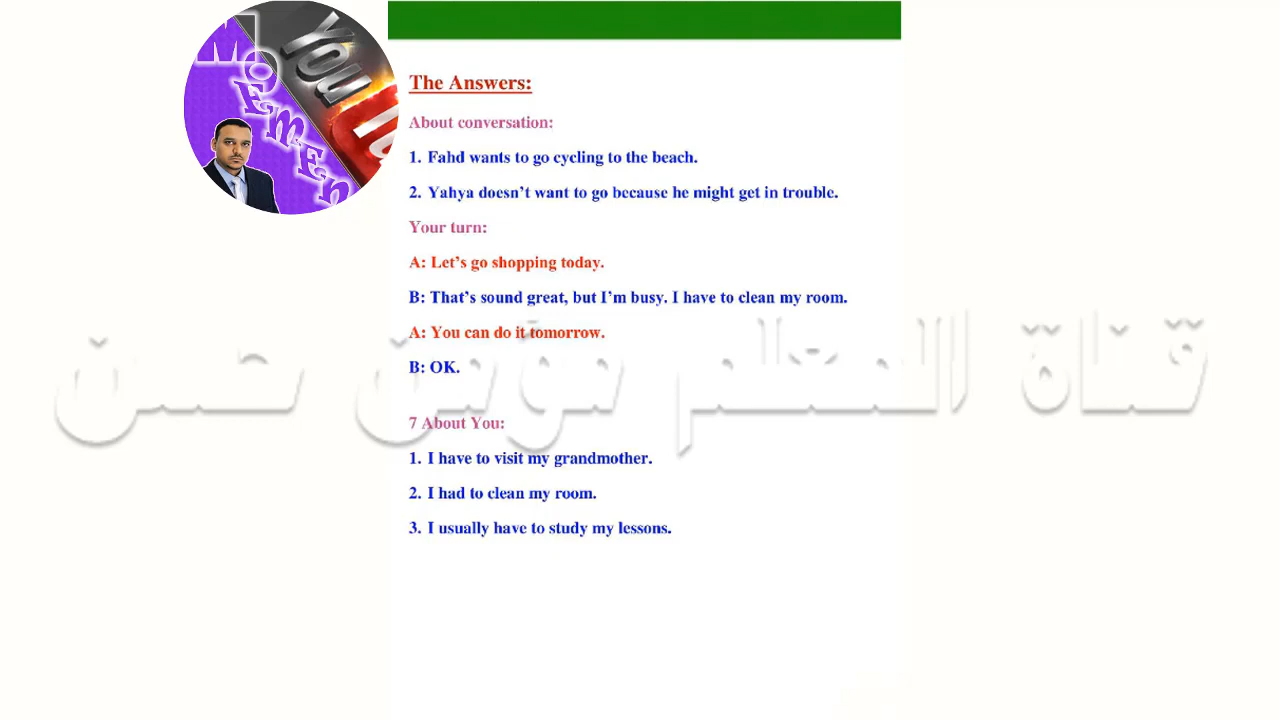 MOEMEN
You
The Answers:
About conversation:
1. Fahd wants to go cycling to the beach.
2. Yahya doesn't want to go because he might get in trouble.
Your turn:
A: Let's go shopping today.
B: That's sound great, but I'm busy. I have to clean my room.
A: You can do it tomorrow.
قناة المعلم مؤمن حسن
B: OK.
7 About You:
1. I have to visit my grandmother.
2. I had to clean my room.
3. I usually have to study my lessons.